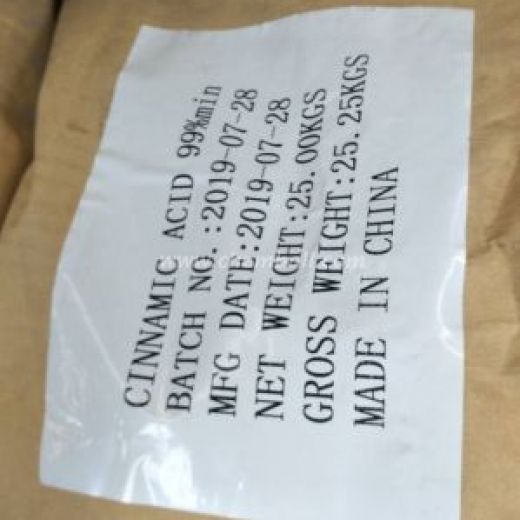 CINNAMIC ACID 99%min
BATCH NO.:2019-07-28
MFG DATE:2019-07-28
NET WEIGHT:25.00KGS
GROSS WEIGHT:25.25KGS
MADE IN CHINA